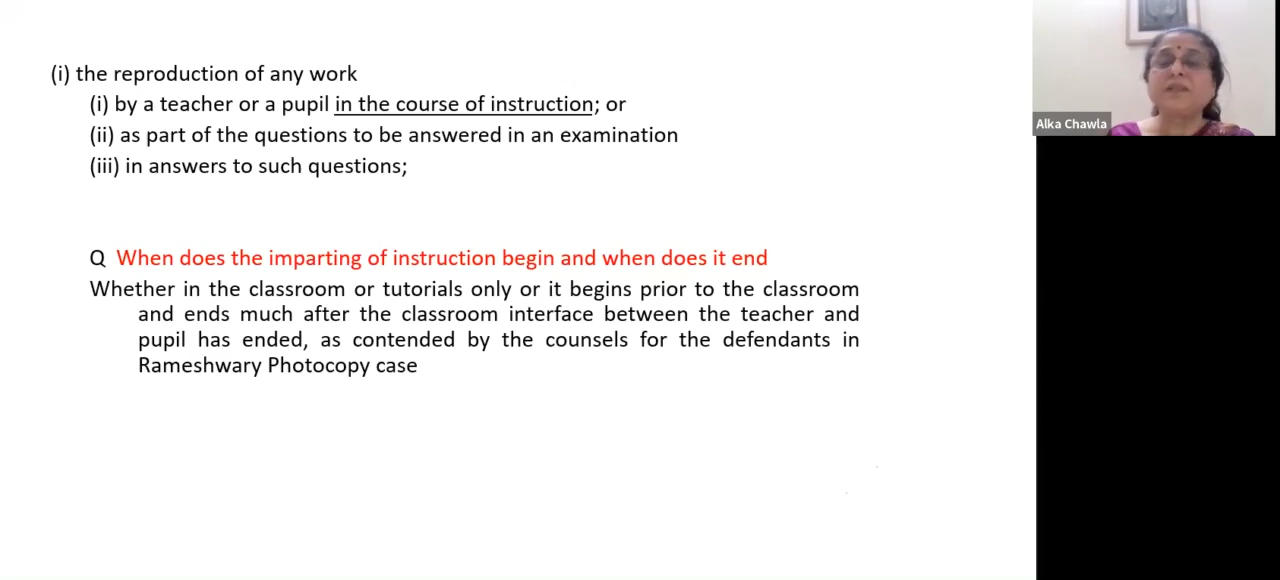 (i) the reproduction of any work
(i) by a teacher or a pupil in the course of instruction; or
(ii) as part of the questions to be answered in an examination
(iii) in answers to such questions;
Q When does the imparting of instruction begin and when does it end
Whether in the classroom or tutorials only or it begins prior to the classroom
and ends much after the classroom interface between the teacher and
pupil has ended, as contended by the counsels for the defendants in
Rameshwary Photocopy case
Alka Chawla